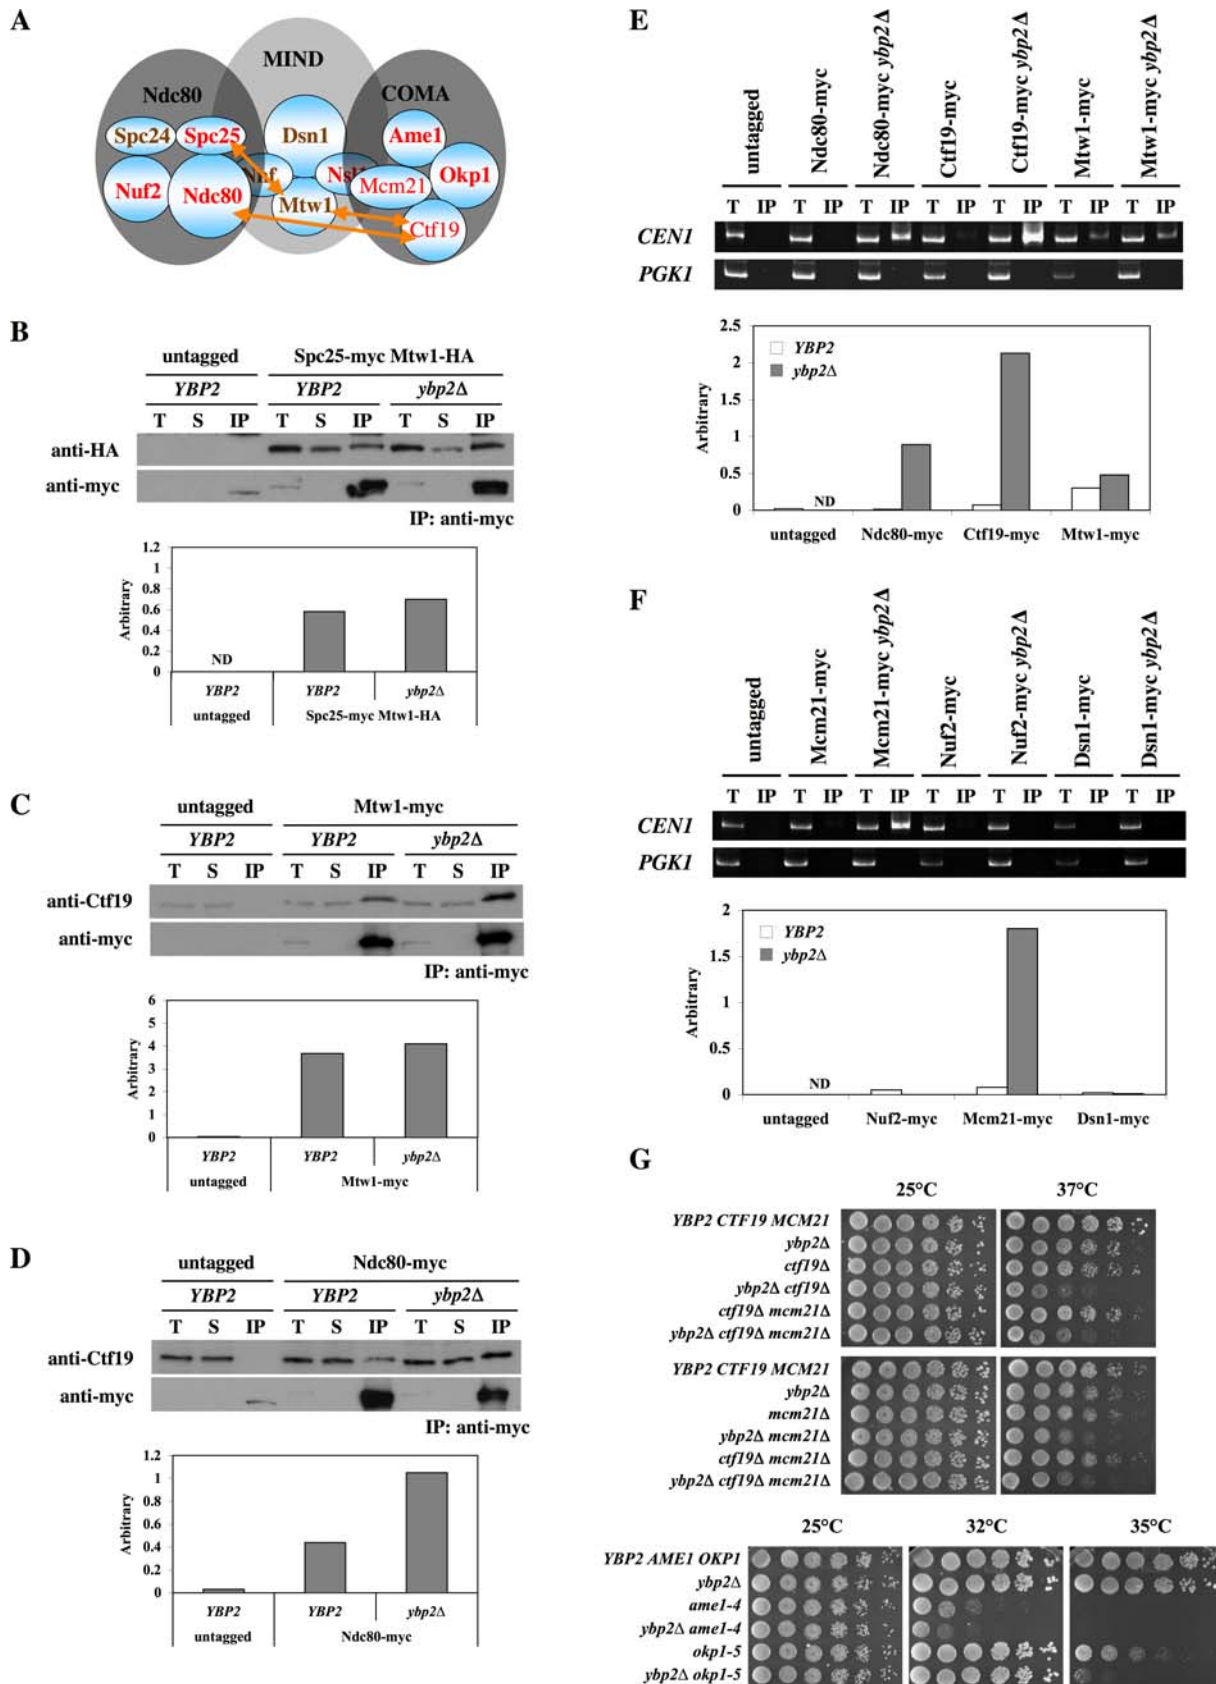 A
MIND
Ndc80
COMA
Spc24
Spc25
Dsn1
Ame1
Nuf2
Ndc80
Mtw1
Mcm21
Okp1
Ctf19
B
untagged Spc25-myc Mtw1-HA
YBP2 YBP2 ybp2Δ
T S IP T S IP T S IP
anti-HA
anti-myc
IP: anti-myc
1.2
1
0.8
0.6
0.4
0.2
0
Arbitrary
ND
YBP2 YBP2 ybp2Δ
untagged Spc25-myc Mtw1-HA
C
untagged Mtw1-myc
YBP2 YBP2 ybp2Δ
T S IP T S IP T S IP
anti-Ctf19
anti-myc
IP: anti-myc
6
5
4
3
2
1
0
Arbitrary
YBP2 YBP2 ybp2Δ
untagged Mtw1-myc
D
untagged Ndc80-myc
YBP2 YBP2 ybp2Δ
T S IP T S IP T S IP
anti-Ctf19
anti-myc
IP: anti-myc
1.2
1
0.8
0.6
0.4
0.2
0
Arbitrary
YBP2 YBP2 ybp2Δ
untagged Ndc80-myc
E
untagged
Ndc80-myc
Ndc80-myc ybp2Δ
Ctf19-myc
Ctf19-myc ybp2Δ
Mtw1-myc
Mtw1-myc ybp2Δ
T IP T IP T IP T IP T IP T IP T IP
CEN1
PGK1
2.5
2
1.5
1
0.5
0
Arbitrary
YBP2
ybp2Δ
ND
untagged Ndc80-myc Ctf19-myc Mtw1-myc
F
untagged
Mcm21-myc
Mcm21-myc ybp2Δ
Nuf2-myc
Nuf2-myc ybp2Δ
Dsn1-myc
Dsn1-myc ybp2Δ
T IP T IP T IP T IP T IP T IP T IP
CEN1
PGK1
2
1.5
1
0.5
0
Arbitrary
YBP2
ybp2Δ
ND
untagged Nuf2-myc Mcm21-myc Dsn1-myc
G
25°C 37°C
YBP2 CTF19 MCM21
ybp2Δ
ctf19Δ
ybp2Δ ctf19Δ
ctf19Δ mcm21Δ
ybp2Δ ctf19Δ mcm21Δ
YBP2 CTF19 MCM21
ybp2Δ
mcm21Δ
ybp2Δ mcm21Δ
ctf19Δ mcm21Δ
ybp2Δ ctf19Δ mcm21Δ
25°C 32°C 35°C
YBP2 AME1 OKP1
ybp2Δ
ame1-4
ybp2Δ ame1-4
okp1-5
ybp2Δ okp1-5